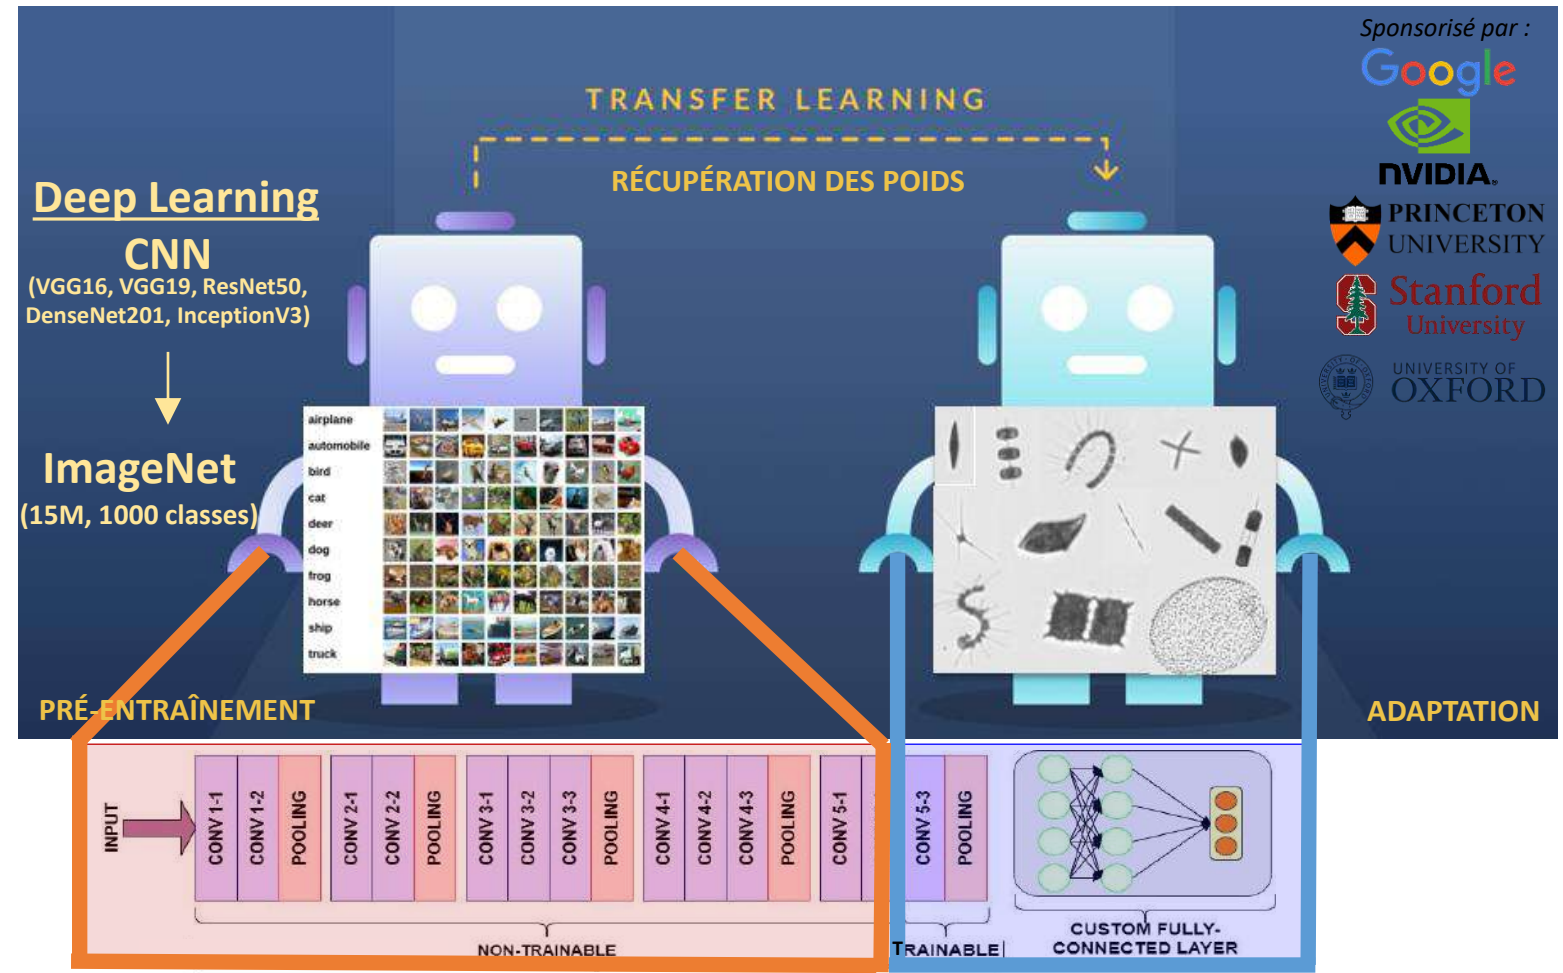 Sponsorisé par :
Google
NVIDIA.
PRINCETON
UNIVERSITY
Stanford
University
UNIVERSITY OF
OXFORD
TRANSFER LEARNING
RÉCUPÉRATION DES POIDS
Deep Learning
CNN
(VGG16, VGG19, ResNet50,
DenseNet201, InceptionV3)
ImageNet
(15M, 1000 classes)
airplane
automobile
bird
cat
deer
dog
frog
horse
ship
truck
PRÉ-ENTRAÎNEMENT
ADAPTATION
INPUT
CONV 1-1
CONV 1-2
POOLING
CONV 2-1
CONV 2-2
POOLING
CONV 3-1
CONV 3-2
CONV 3-3
POOLING
CONV 4-1
CONV 4-2
CONV 4-3
POOLING
CONV 5-1
CONV 5-3
POOLING
NON-TRAINABLE
TRAINABLE
CUSTOM FULLY-
CONNECTED LAYER